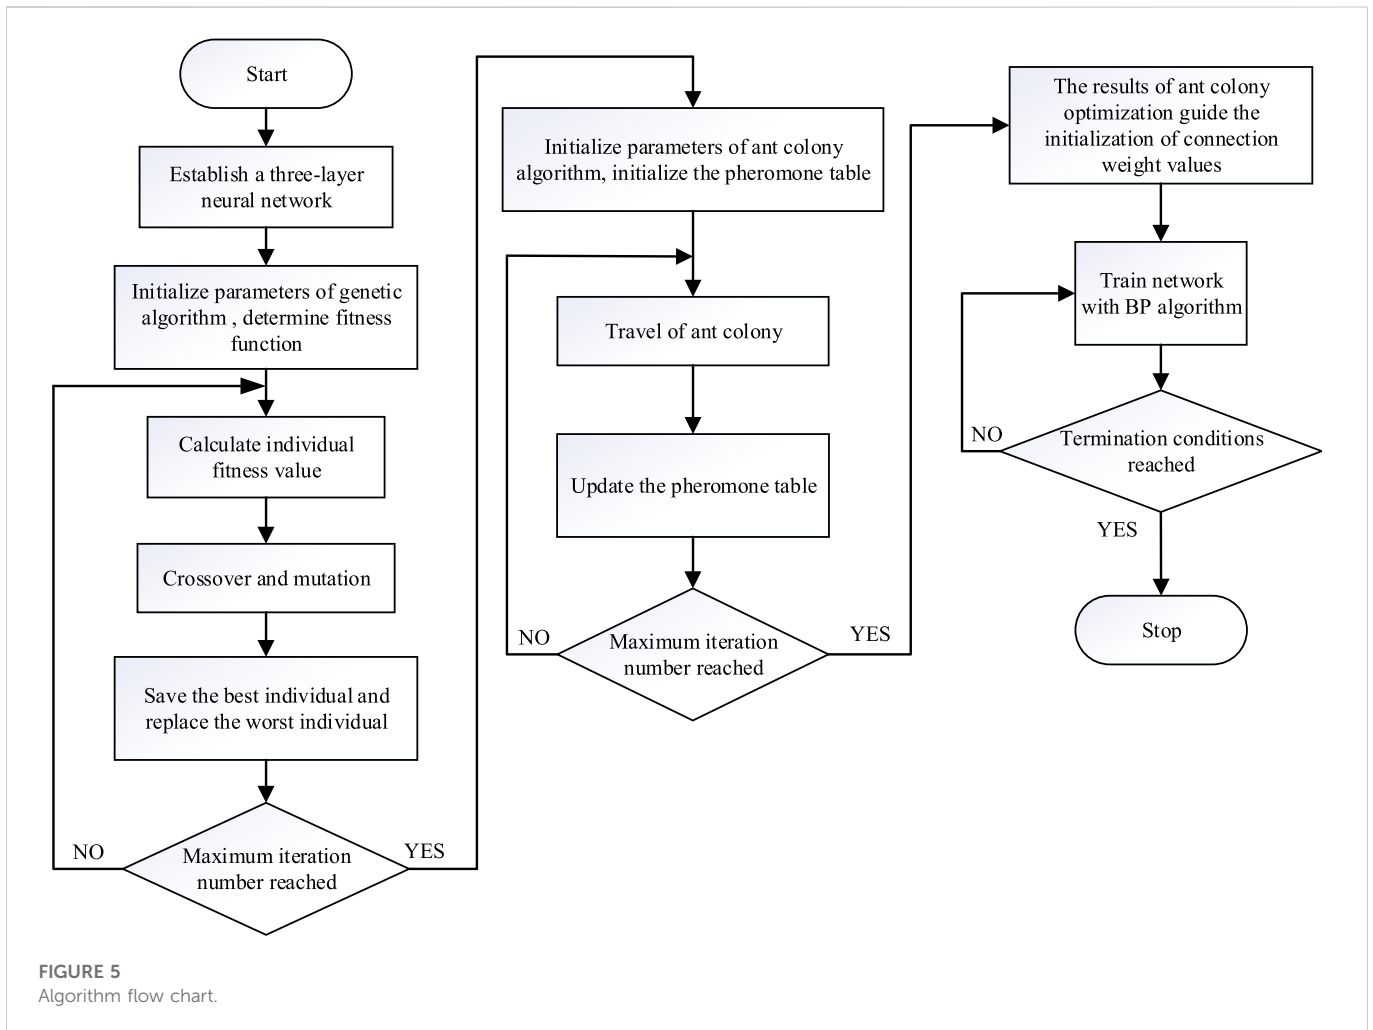 Start
Establish a three-layer
neural network
Initialize parameters of genetic
algorithm , determine fitness
function
Calculate individual
fitness value
Crossover and mutation
Save the best individual and
replace the worst individual
Maximum iteration
number reached
NO
YES
Initialize parameters of ant colony
algorithm, initialize the pheromone table
Travel of ant colony
Update the pheromone table
Maximum iteration
number reached
NO
YES
The results of ant colony
optimization guide the
initialization of connection
weight values
Train network
with BP algorithm
Termination conditions
reached
NO
YES
Stop
FIGURE 5
Algorithm flow chart.